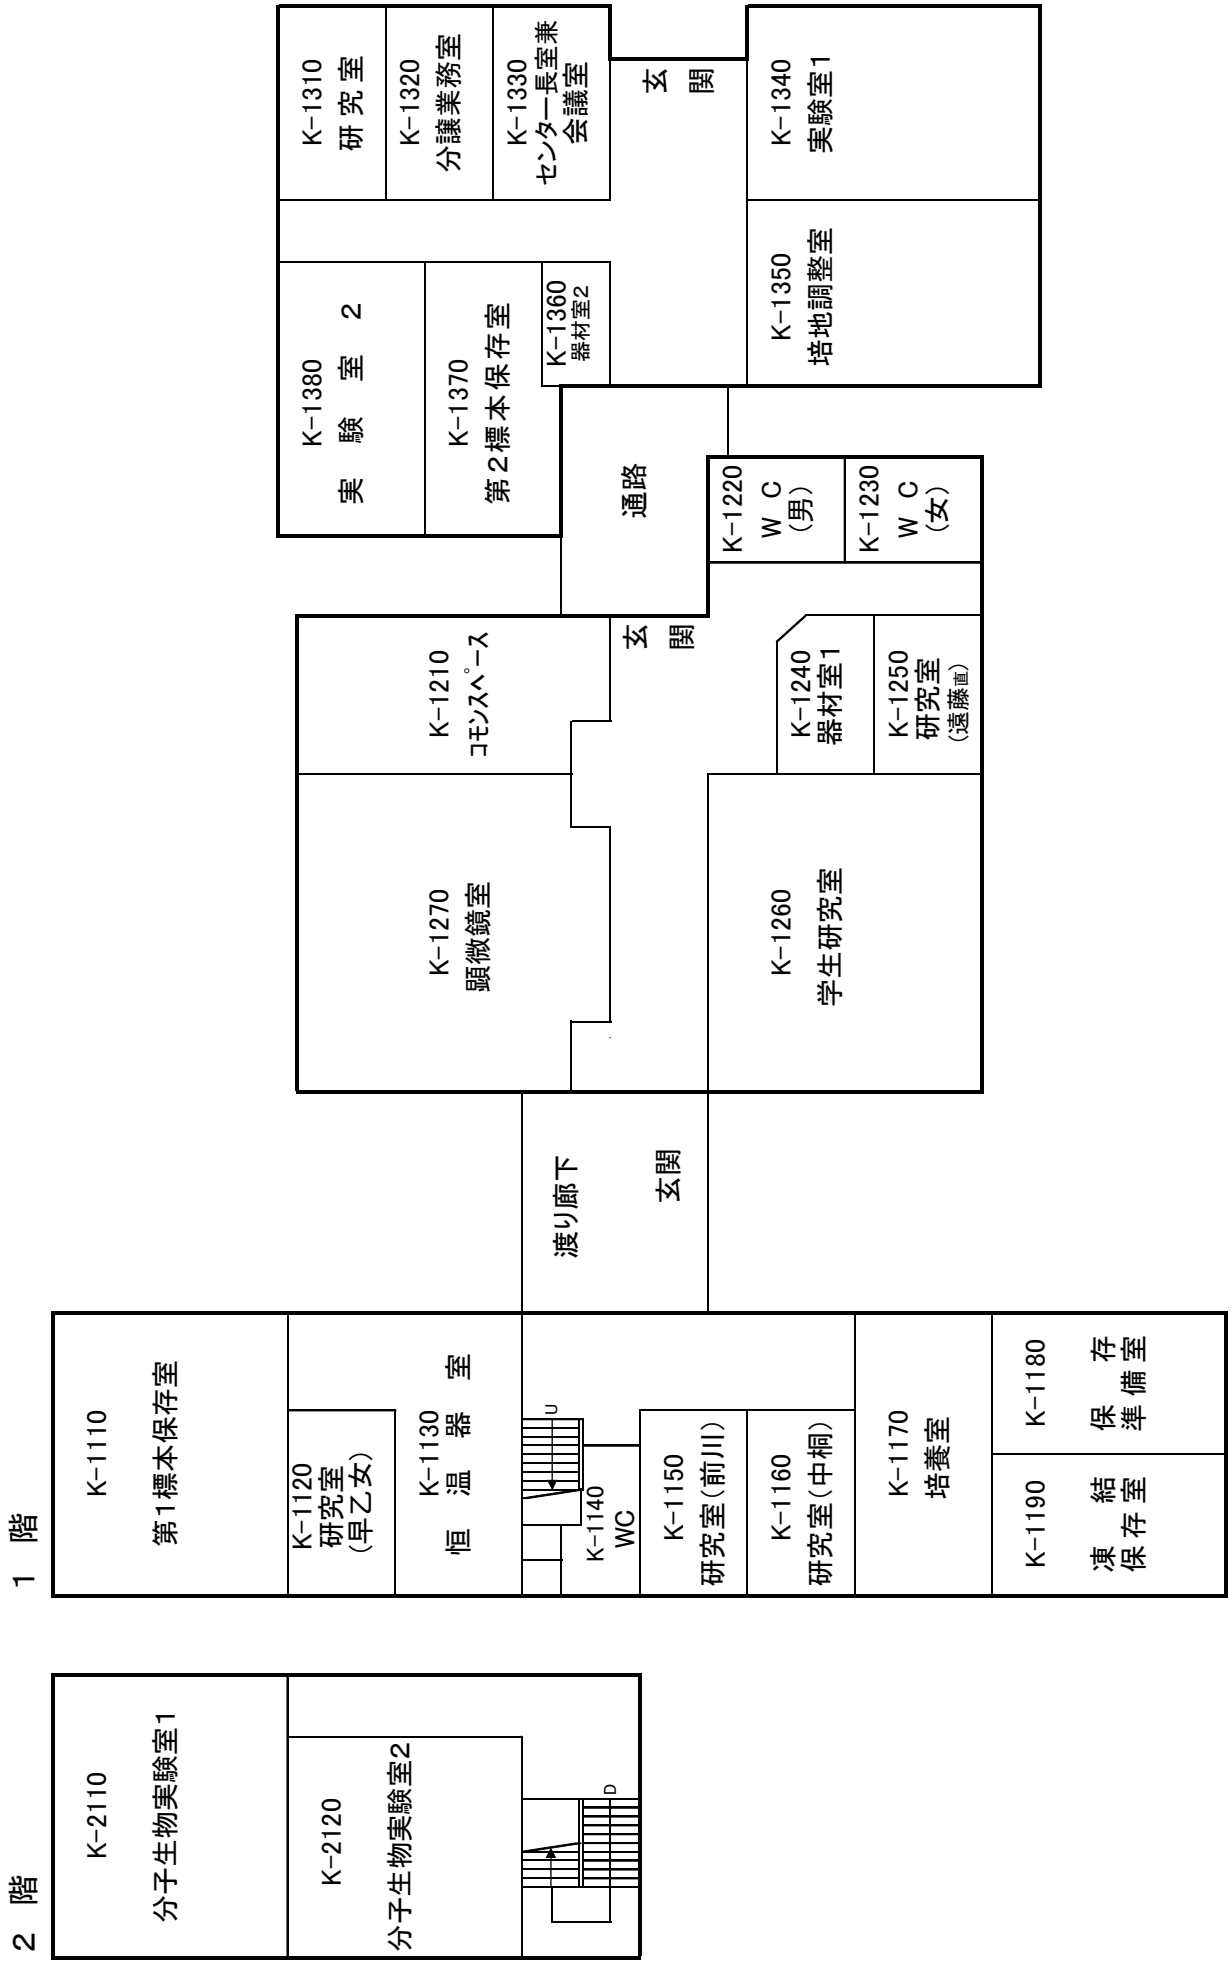 2 階
K-2110
分子生物実験室1
K-2120
分子生物実験室2
D
1 階
K-1110
第1標本保存室
K-1120
研究室
(早乙女)
K-1130
恒 温 器 室
U
K-1140
WC
K-1150
研究室(前川)
K-1160
研究室(中桐)
K-1170
培養室
K-1180
保 存
準 備 室
K-1190
凍 結
保 存 室
渡り廊下
玄関
K-1210
コモンスペース
K-1270
顕微鏡室
玄 関
K-1220
W C
(男)
K-1230
W C
(女)
K-1240
器材室1
K-1250
研究室
(遠藤直)
K-1260
学生研究室
通路
K-1310
研 究 室
K-1320
分譲業務室
K-1330
センター長室兼
会議室
玄 関
K-1340
実験室1
K-1350
培地調整室
K-1360
器材室2
K-1370
第2標本保存室
K-1380
実 験 室 2